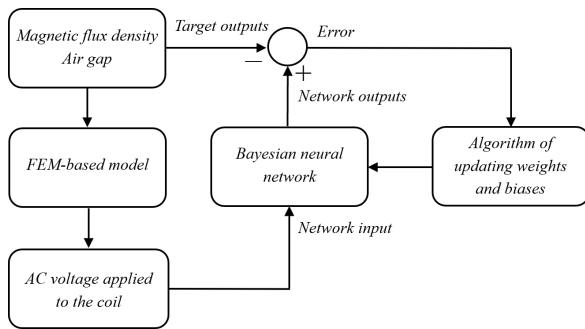 Magnetic flux density
Air gap
Target outputs
−
+
Error
Network outputs
FEM-based model
Bayesian neural
network
Algorithm of
updating weights
and biases
Network input
AC voltage applied
to the coil